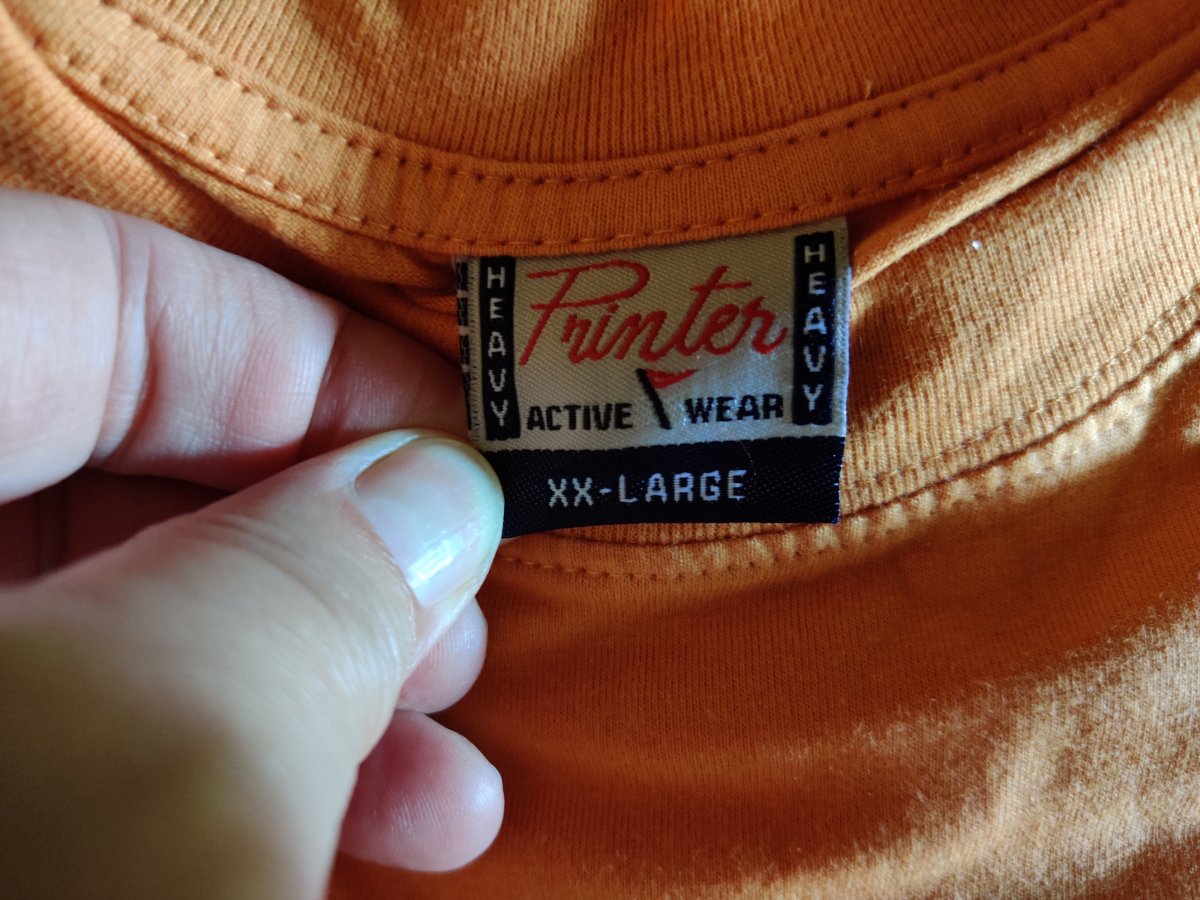 HEAVY
Printer
HEAVY
ACTIVE WEAR
XX-LARGE